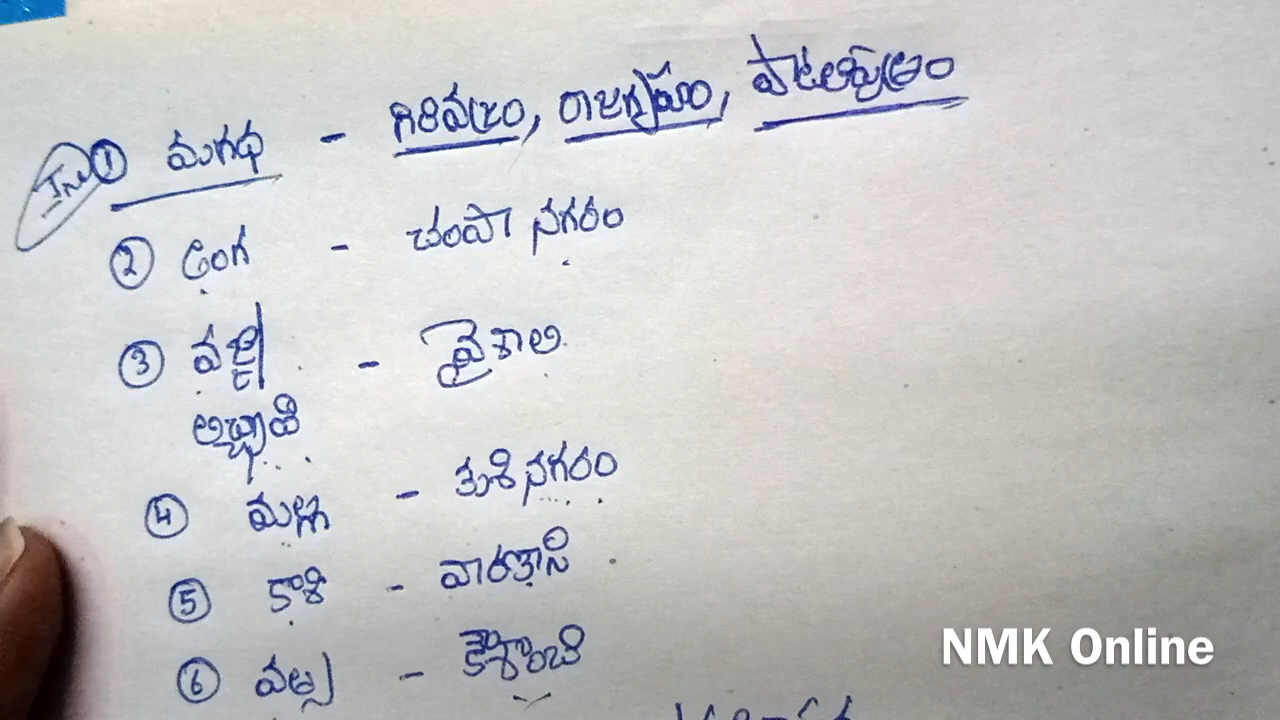 Imp ① మగధ - గిరివ్రజం, రాజగృహం, పాటలీపుత్రం
② అంగ - చంపా నగరం
③ వజ్జి - వైశాలి
లిచ్ఛావి
④ మల్ల - కుశినగరం
⑤ కాశి - వారణాసి
⑥ వత్స - కౌశాంబి
NMK Online